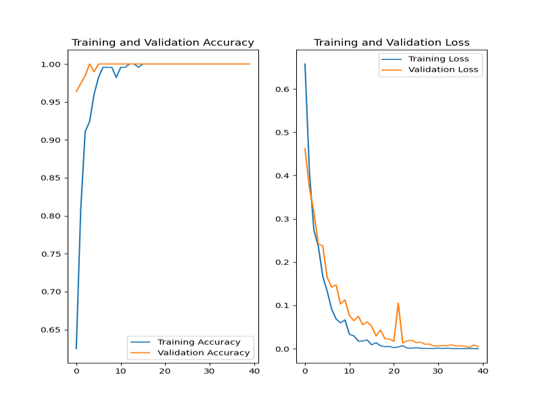 Training and Validation Accuracy
1.00
0.95
0.90
0.85
0.80
0.75
0.70
0.65
Training Accuracy
Validation Accuracy
0 10 20 30 40
Training and Validation Loss
Training Loss
Validation Loss
0.6
0.5
0.4
0.3
0.2
0.1
0.0
0 10 20 30 40